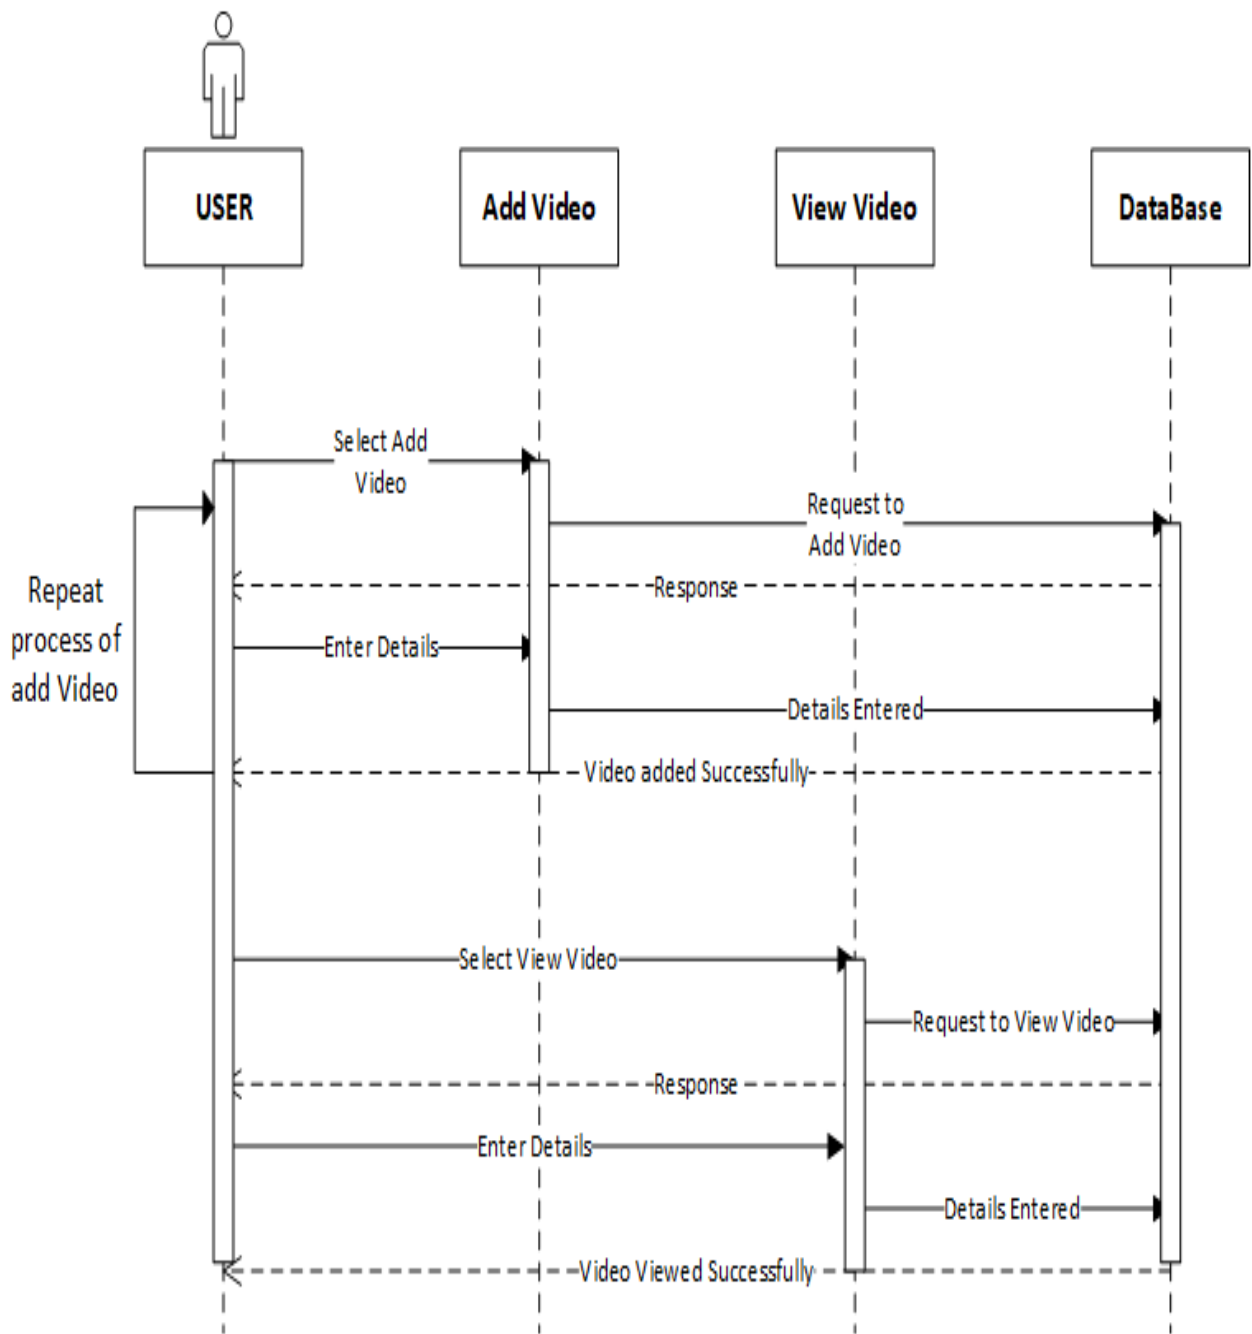 USER
Add Video
View Video
DataBase
Select Add
Video
Request to
Add Video
Response
Repeat
process of
add Video
Enter Details
Details Entered
Video added Successfully
Select View Video
Request to View Video
Response
Enter Details
Details Entered
Video Viewed Successfully